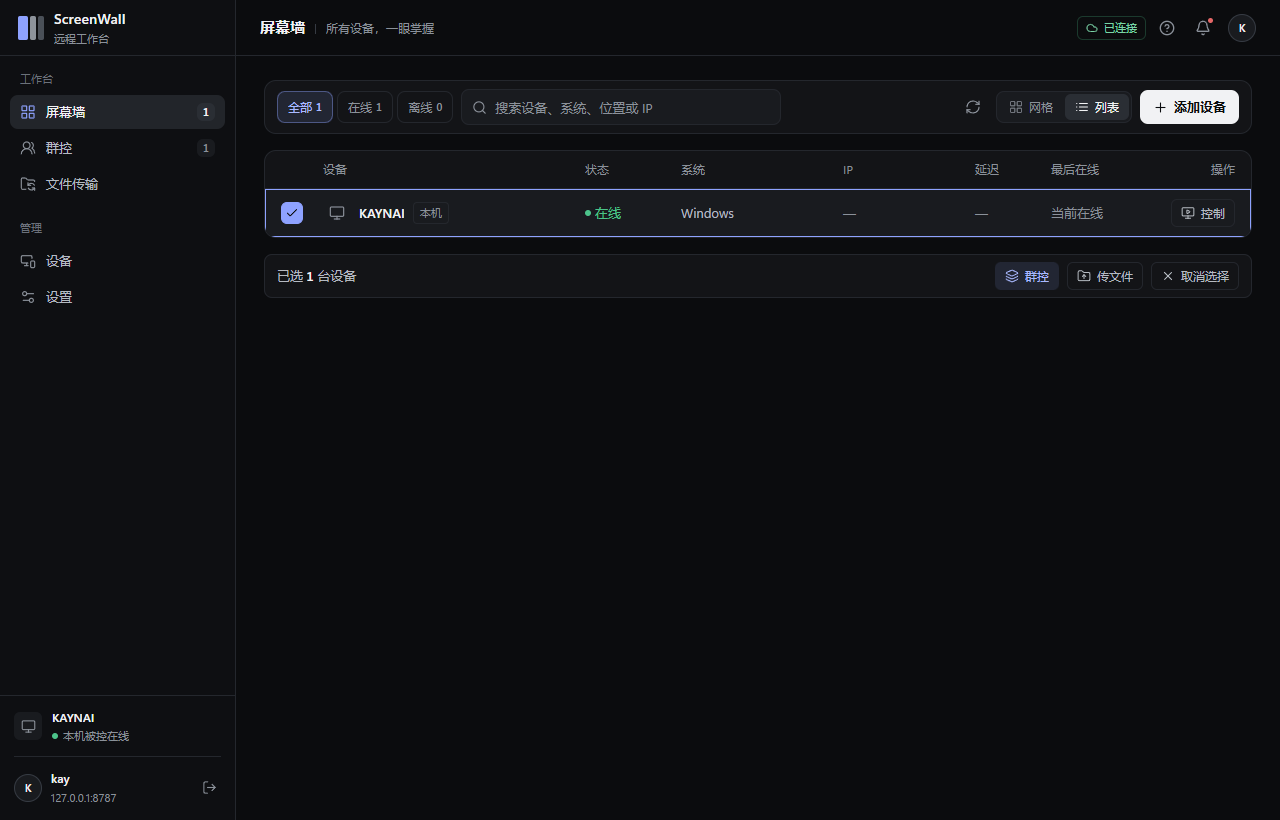 ScreenWall
远程工作台
屏幕墙 所有设备，一眼掌握
已连接
K
工作台
屏幕墙 1
群控 1
文件传输
管理
设备
设置
全部 1 在线 1 离线 0 搜索设备、系统、位置或 IP 网格 列表 添加设备
设备 状态 系统 IP 延迟 最后在线 操作
KAYNAI 本机 在线 Windows — — 当前在线 控制
已选 1 台设备 群控 传文件 取消选择
KAYNAI
本机被控在线
K
kay
127.0.0.1:8787